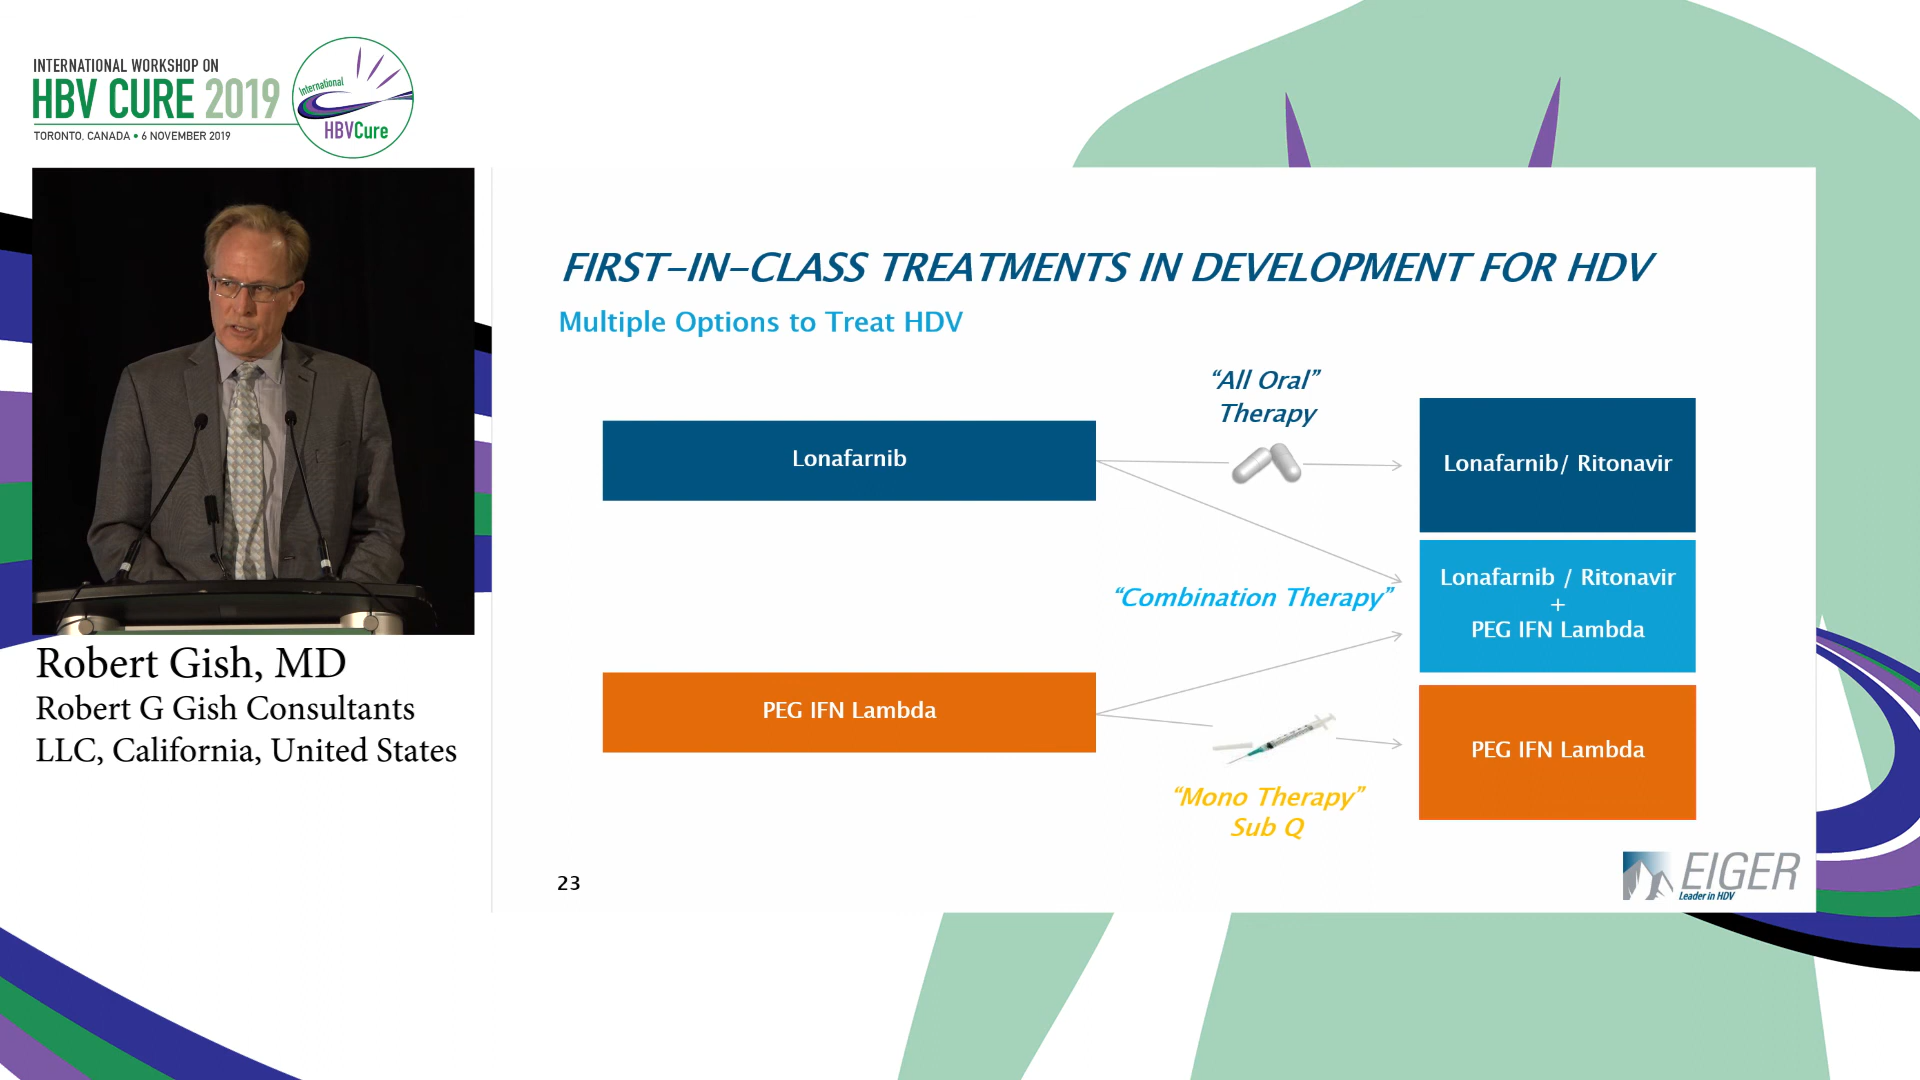 INTERNATIONAL WORKSHOP ON
HBV CURE 2019
TORONTO, CANADA • 6 NOVEMBER 2019
International
HBVCure
Robert Gish, MD
Robert G Gish Consultants
LLC, California, United States
FIRST-IN-CLASS TREATMENTS IN DEVELOPMENT FOR HDV
Multiple Options to Treat HDV
Lonafarnib
“All Oral”
Therapy
Lonafarnib/ Ritonavir
“Combination Therapy”
Lonafarnib / Ritonavir
+
PEG IFN Lambda
PEG IFN Lambda
“Mono Therapy”
Sub Q
PEG IFN Lambda
23
EIGER
Leader in HDV